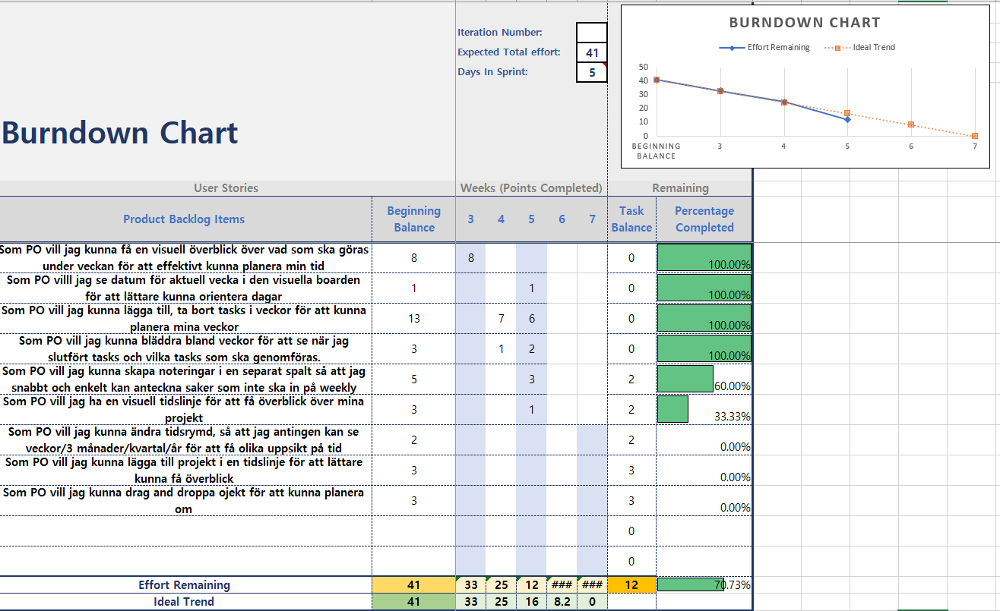 Iteration Number:
Expected Total effort: 41
Days In Sprint: 5
Burndown Chart
BURNDOWN CHART
Effort Remaining Ideal Trend
50
40
30
20
10
0
BEGINNING BALANCE 3 4 5 6 7
User Stories Weeks (Points Completed) Remaining
Product Backlog Items Beginning Balance 3 4 5 6 7 Task Balance Percentage Completed
Som PO vill jag kunna få en visuell överblick över vad som ska göras
under veckan för att effektivt kunna planera min tid
8 8 0 100.00%
Som PO villl jag se datum för aktuell vecka i den visuella boarden
för att lättare kunna orientera dagar
1 1 0 100.00%
Som PO vill jag kunna lägga till, ta bort tasks i veckor för att kunna
planera mina veckor
13 7 6 0 100.00%
Som PO vill jag kunna bläddra bland veckor för att se när jag
slutfört tasks och vilka tasks som ska genomföras.
3 1 2 0 100.00%
Som PO vill jag kunna skapa noteringar i en separat spalt så att jag
snabbt och enkelt kan anteckna saker som inte ska in på weekly
5 3 2 60.00%
Som PO vill jag ha en visuell tidslinje för att få överblick över mina
projekt
3 1 2 33.33%
Som PO vill jag kunna ändra tidsrymd, så att jag antingen kan se
veckor/3 månader/kvartal/år för att få olika uppsikt på tid
2 2 0.00%
Som PO vill jag kunna lägga till projekt i en tidslinje för att lättare
kunna få överblick
3 3 0.00%
Som PO vill jag kunna drag and droppa ojekt för att kunna planera
om
3 3 0.00%
0
0
Effort Remaining 41 33 25 12 ### ### 12 70.73%
Ideal Trend 41 33 25 16 8.2 0